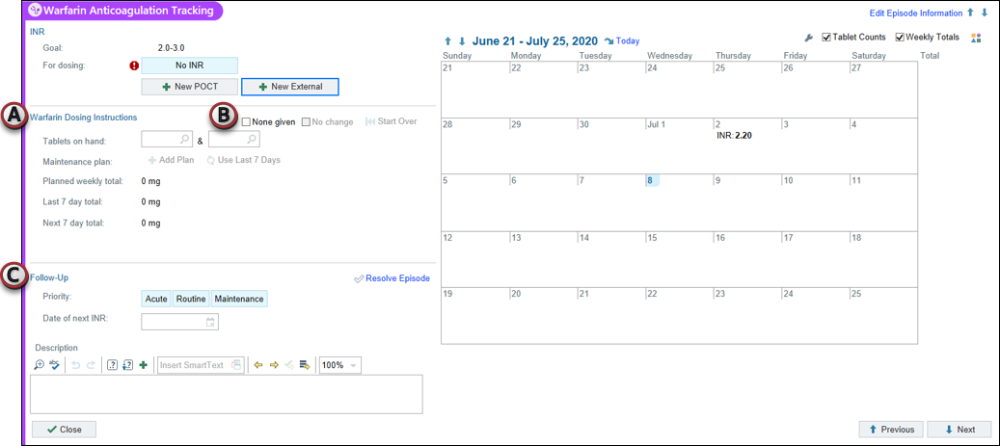 Warfarin Anticoagulation Tracking
Edit Episode Information
INR
Goal: 2.0-3.0
For dosing: No INR
New POCT New External
A Warfarin Dosing Instructions B None given No change Start Over
Tablets on hand: &
Maintenance plan: Add Plan Use Last 7 Days
Planned weekly total: 0 mg
Last 7 day total: 0 mg
Next 7 day total: 0 mg
C Follow-Up Resolve Episode
Priority: Acute Routine Maintenance
Date of next INR:
Description
abc ? ? Insert SmartText 100%
Close
June 21 - July 25, 2020 Today Tablet Counts Weekly Totals
Sunday Monday Tuesday Wednesday Thursday Friday Saturday Total
21 22 23 24 25 26 27
28 29 30 Jul 1 2 3 4
INR: 2.20
5 6 7 8 9 10 11
12 13 14 15 16 17 18
19 20 21 22 23 24 25
Previous Next